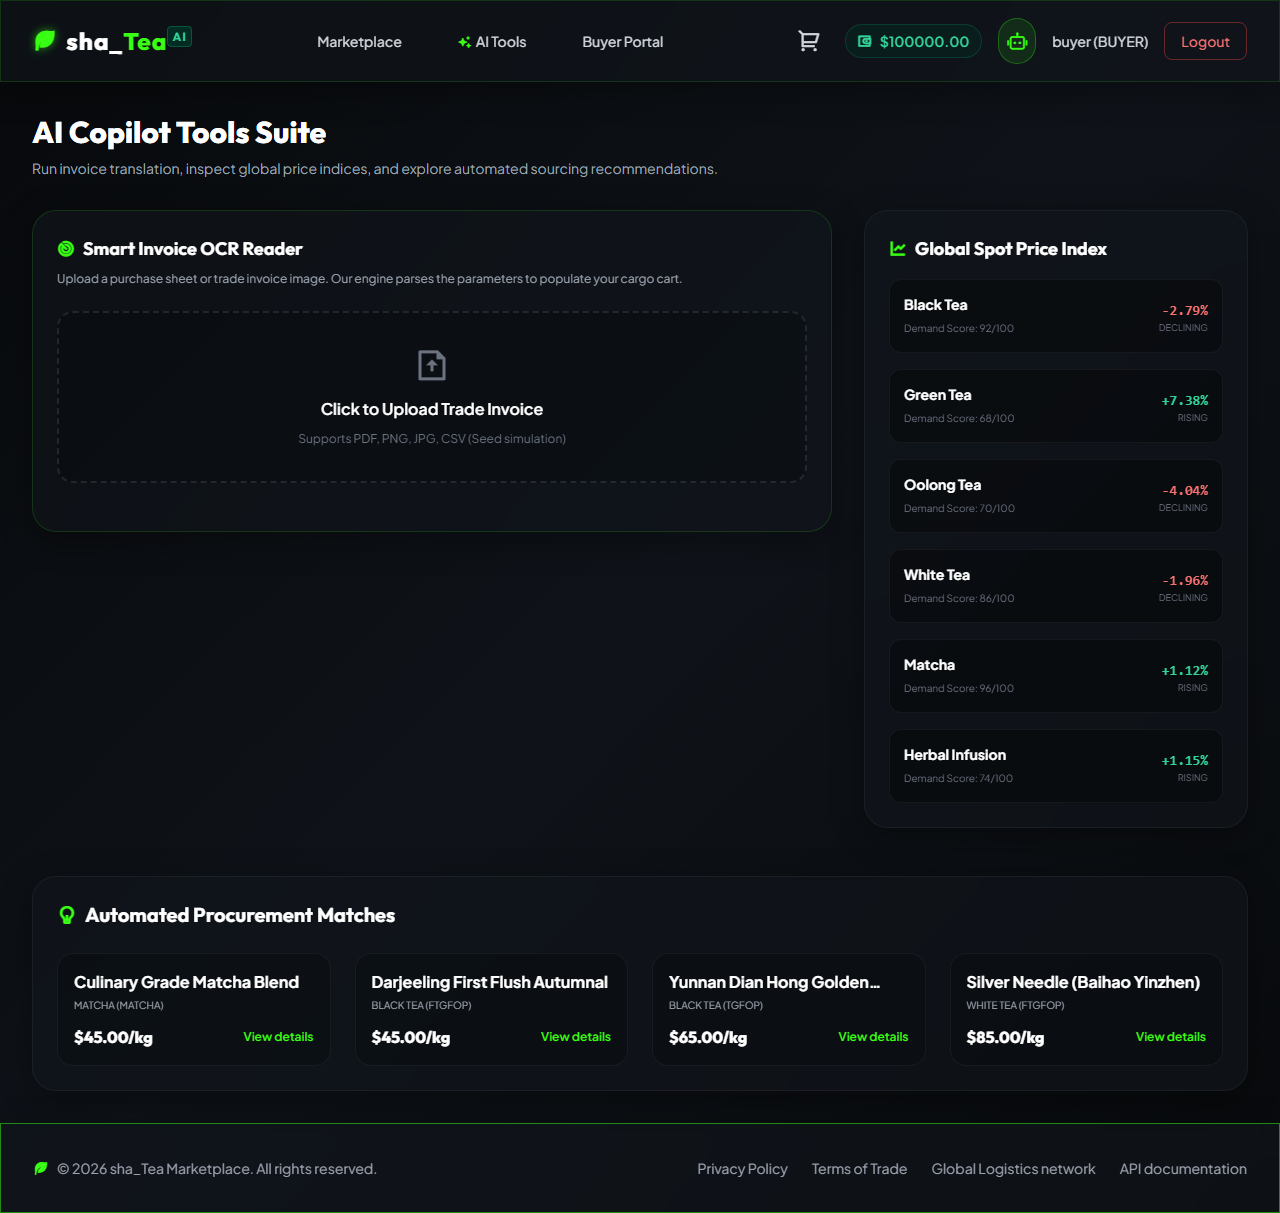 sha_Tea AI
Marketplace
AI Tools
Buyer Portal
$100000.00
buyer (BUYER)
Logout
AI Copilot Tools Suite
Run invoice translation, inspect global price indices, and explore automated sourcing recommendations.
Smart Invoice OCR Reader
Upload a purchase sheet or trade invoice image. Our engine parses the parameters to populate your cargo cart.
Click to Upload Trade Invoice
Supports PDF, PNG, JPG, CSV (Seed simulation)
Global Spot Price Index
Black Tea
Demand Score: 92/100
-2.79%
DECLINING
Green Tea
Demand Score: 68/100
+7.38%
RISING
Oolong Tea
Demand Score: 70/100
-4.04%
DECLINING
White Tea
Demand Score: 86/100
-1.96%
DECLINING
Matcha
Demand Score: 96/100
+1.12%
RISING
Herbal Infusion
Demand Score: 74/100
+1.15%
RISING
Automated Procurement Matches
Culinary Grade Matcha Blend
MATCHA (MATCHA)
$45.00/kg
View details
Darjeeling First Flush Autumnal
BLACK TEA (FTGFOP)
$45.00/kg
View details
Yunnan Dian Hong Golden...
BLACK TEA (TGFOP)
$65.00/kg
View details
Silver Needle (Baihao Yinzhen)
WHITE TEA (FTGFOP)
$85.00/kg
View details
© 2026 sha_Tea Marketplace. All rights reserved.
Privacy Policy
Terms of Trade
Global Logistics network
API documentation